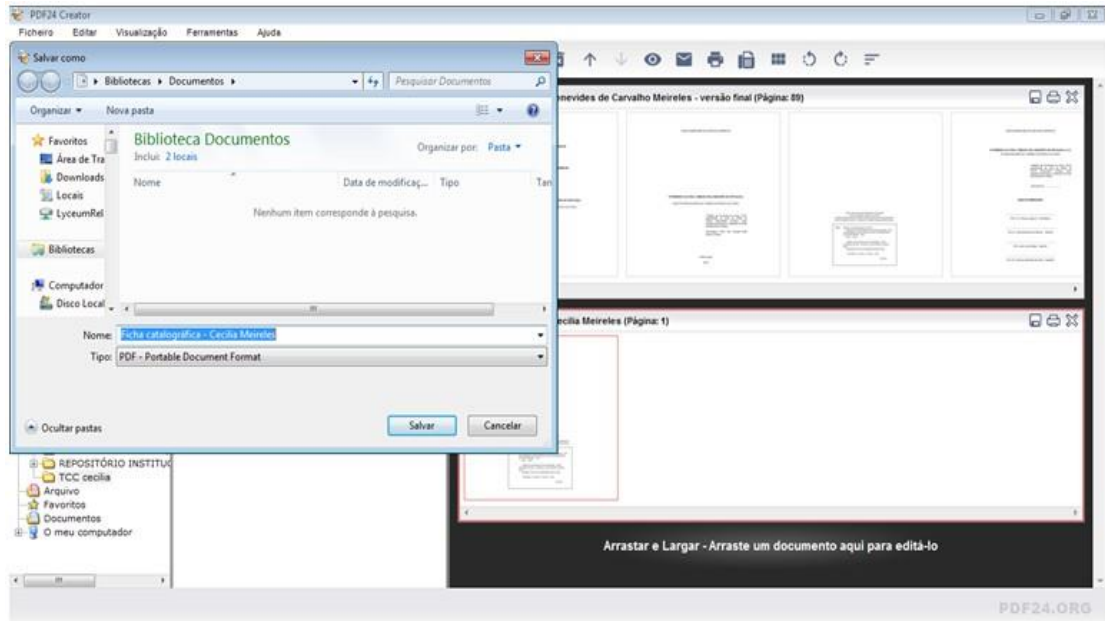 PDF24 Creator
Ficheiro Editar Visualização Ferramentas Ajuda
Salvar como
Bibliotecas Documentos
Pesquisar Documentos
Organizar Nova pasta
Favoritos
Área de Tra
Downloads
Locais
LyceumRel
Bibliotecas
Computador
Disco Local
Biblioteca Documentos
Inclui: 2 locais
Organizar por: Pasta
Nome Data de modificaç... Tipo Tan
Nenhum item corresponde à pesquisa.
Nome: Ficha catalográfica - Cecilia Meireles
Tipo: PDF - Portable Document Format
Ocultar pastas
Salvar Cancelar
nevides de Carvalho Meireles - versão final (Página: 89)
ecilia Meireles (Página: 1)
REPOSITÓRIO INSTITUC
TCC cecilia
Arquivo
Favoritos
Documentos
O meu computador
Arrastar e Largar - Arraste um documento aqui para editá-lo
PDF24.ORG